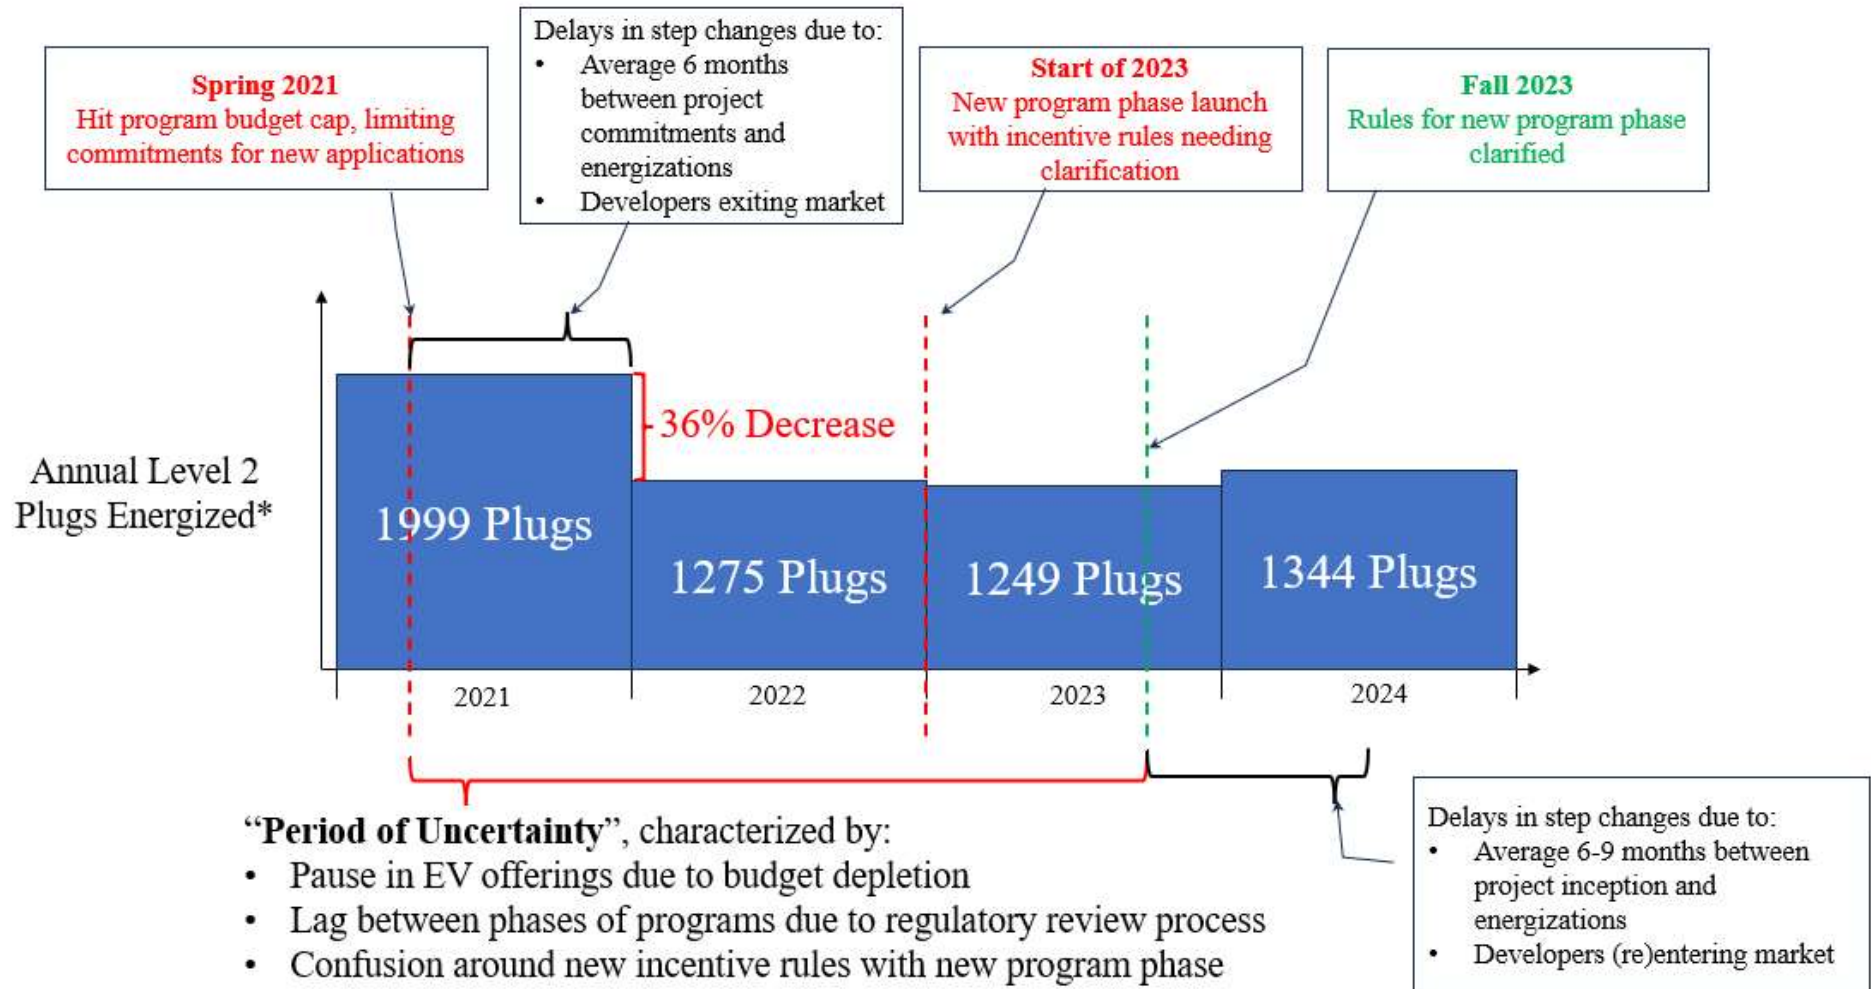 Spring 2021
Hit program budget cap, limiting
commitments for new applications
Delays in step changes due to:
• Average 6 months
between project
commitments and
energizations
• Developers exiting market
Start of 2023
New program phase launch
with incentive rules needing
clarification
Fall 2023
Rules for new program phase
clarified
36% Decrease
Annual Level 2
Plugs Energized*
1999 Plugs
1275 Plugs
1249 Plugs
1344 Plugs
2021
2022
2023
2024
“Period of Uncertainty”, characterized by:
• Pause in EV offerings due to budget depletion
• Lag between phases of programs due to regulatory review process
• Confusion around new incentive rules with new program phase
Delays in step changes due to:
• Average 6-9 months between
project inception and
energizations
• Developers (re)entering market